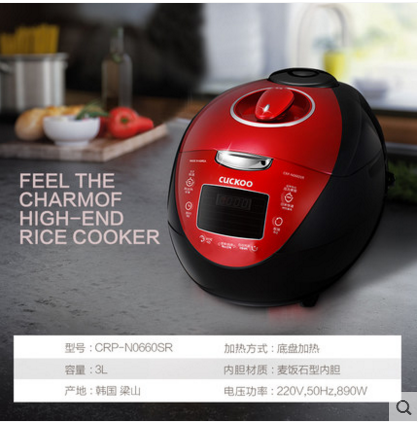 FEEL THE
CHARMOF
HIGH-END
RICE COOKER
CUCKOO
型号 : CRP-N0660SR
加热方式 : 底盘加热
容量 : 3L
内胆材质 : 麦饭石型内胆
产地 : 韩国 梁山
电压功率 : 220V,50Hz,890W